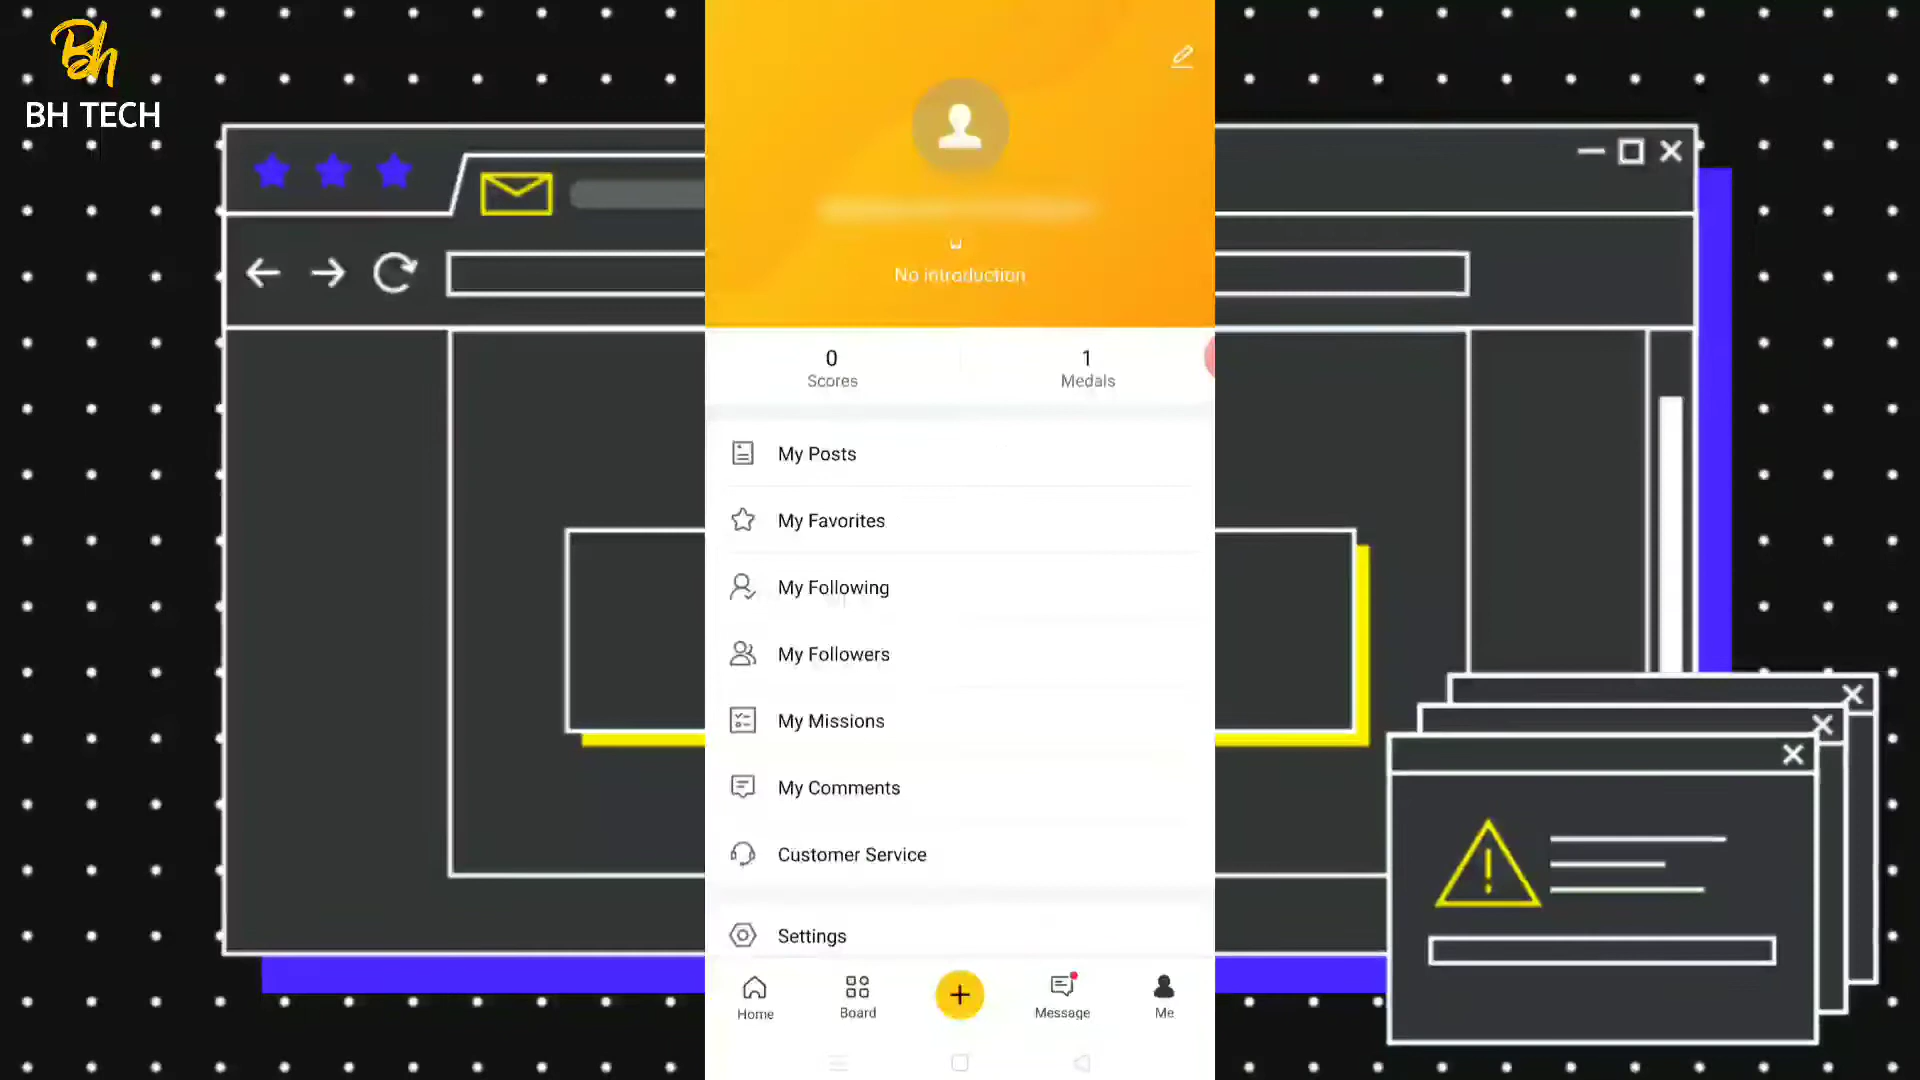 Bh
BH TECH
No introduction
0
Scores
1
Medals
My Posts
My Favorites
My Following
My Followers
My Missions
My Comments
Customer Service
Settings
Home
Board
Message
Me